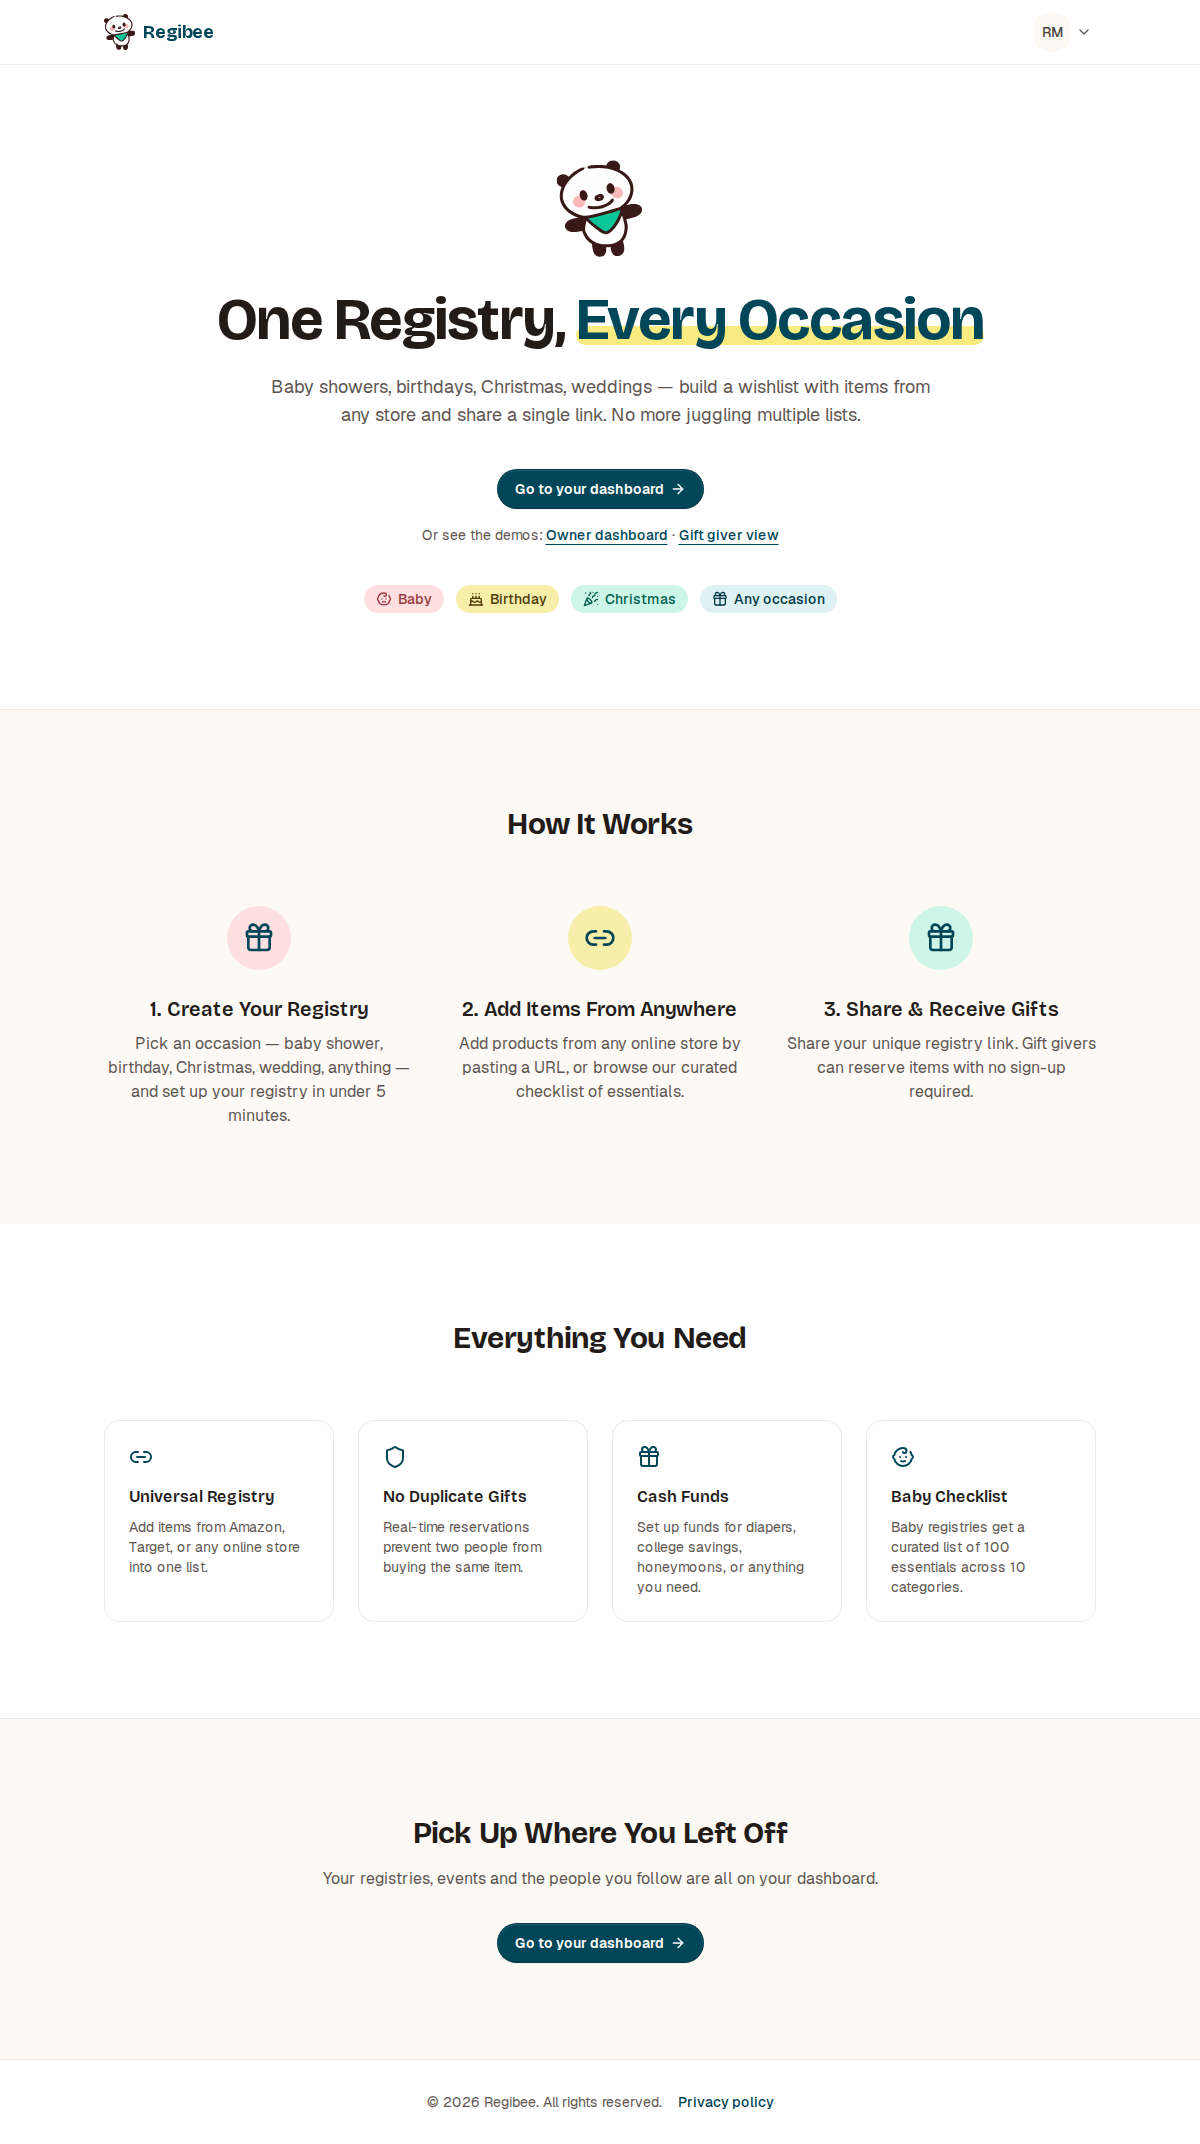 Regibee
RM
One Registry, Every Occasion
Baby showers, birthdays, Christmas, weddings — build a wishlist with items from
any store and share a single link. No more juggling multiple lists.
Go to your dashboard
Or see the demos: Owner dashboard · Gift giver view
Baby
Birthday
Christmas
Any occasion
How It Works
1. Create Your Registry
Pick an occasion — baby shower,
birthday, Christmas, wedding, anything —
and set up your registry in under 5
minutes.
2. Add Items From Anywhere
Add products from any online store by
pasting a URL, or browse our curated
checklist of essentials.
3. Share & Receive Gifts
Share your unique registry link. Gift givers
can reserve items with no sign-up
required.
Everything You Need
Universal Registry
Add items from Amazon,
Target, or any online store
into one list.
No Duplicate Gifts
Real-time reservations
prevent two people from
buying the same item.
Cash Funds
Set up funds for diapers,
college savings,
honeymoons, or anything
you need.
Baby Checklist
Baby registries get a
curated list of 100
essentials across 10
categories.
Pick Up Where You Left Off
Your registries, events and the people you follow are all on your dashboard.
Go to your dashboard
© 2026 Regibee. All rights reserved. Privacy policy